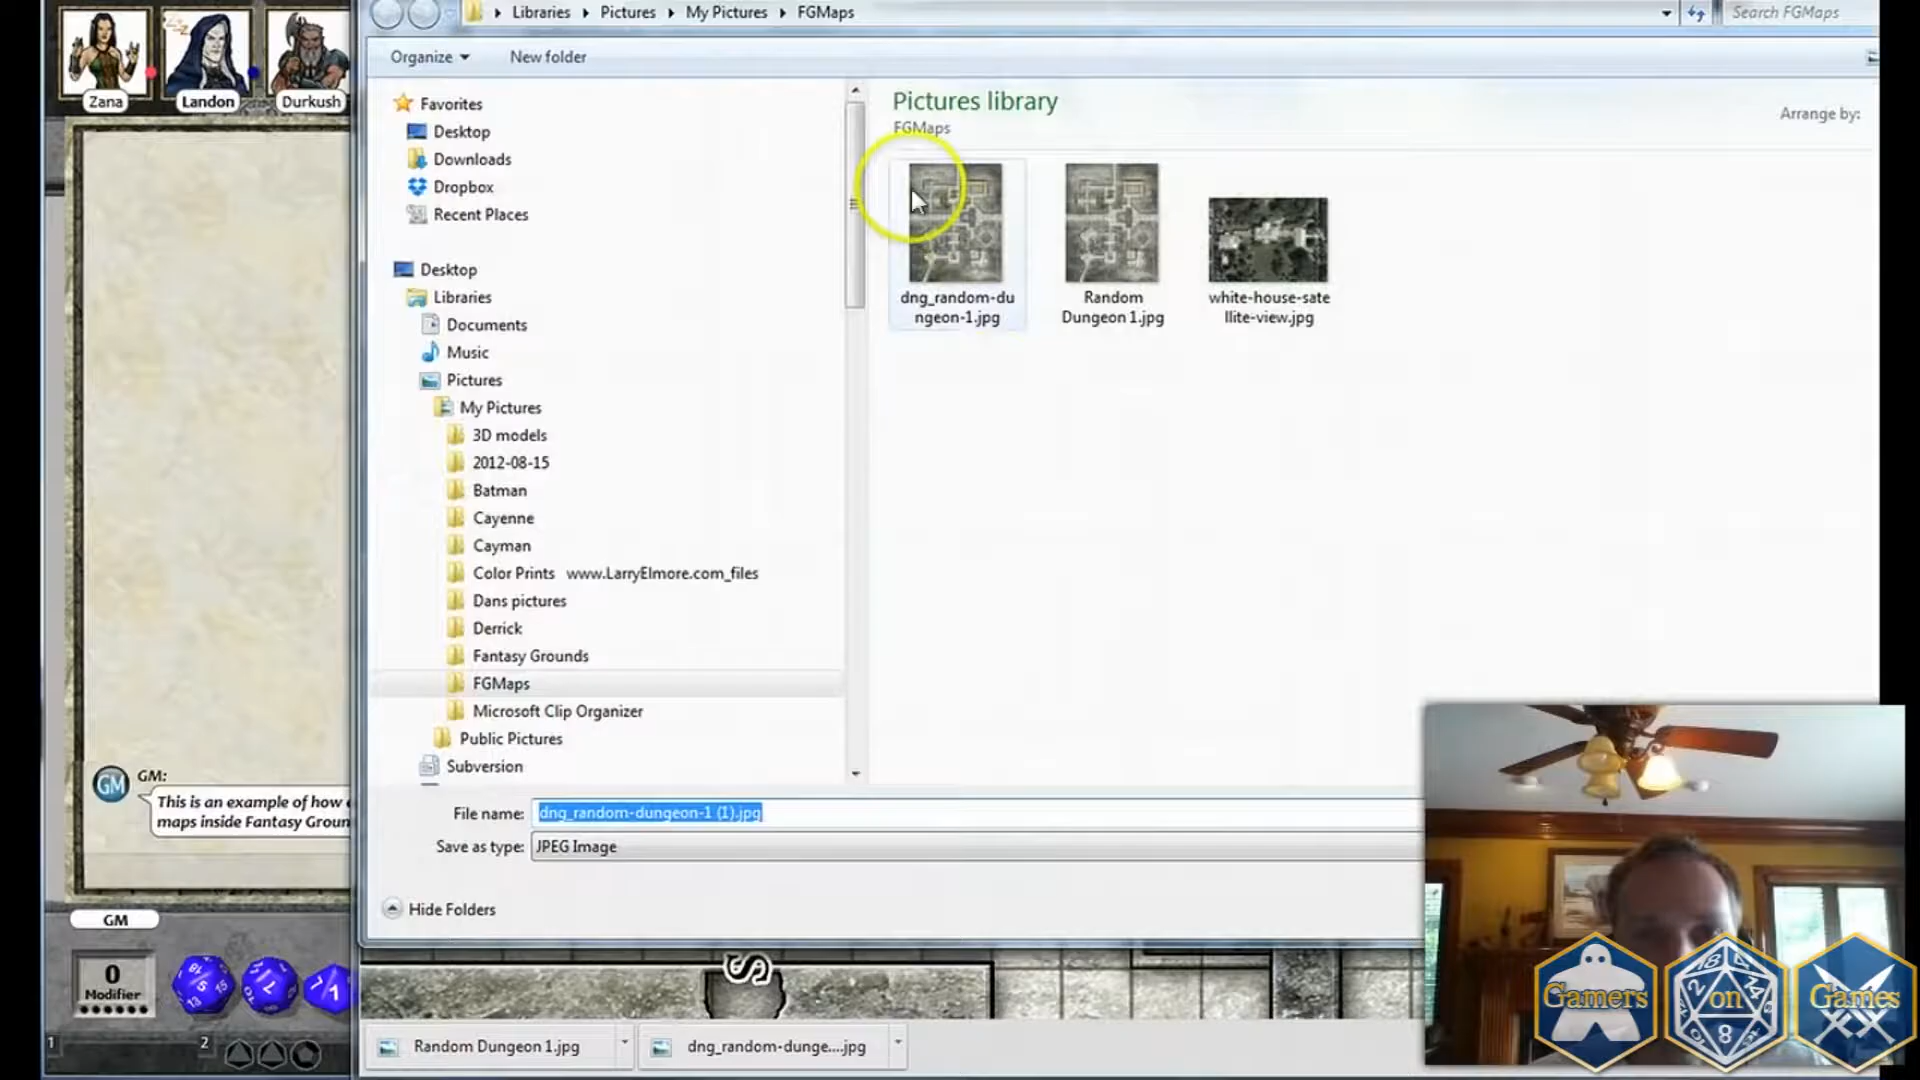 Libraries
Pictures
My Pictures
FGMaps
Search FGMaps
Organize
New folder
Zana
Landon
Durkush
Favorites
Desktop
Downloads
Dropbox
Recent Places
Desktop
Libraries
Documents
Music
Pictures
My Pictures
3D models
2012-08-15
Batman
Cayenne
Cayman
Color Prints www.LarryElmore.com_files
Dans pictures
Derrick
Fantasy Grounds
FGMaps
Microsoft Clip Organizer
Public Pictures
Subversion
Pictures library
FGMaps
Arrange by:
dng_random-du
ngeon-1.jpg
Random
Dungeon 1.jpg
white-house-sate
llite-view.jpg
GM
GM:
This is an example of how
maps inside Fantasy Groun
File name: dng_random-dungeon-1 (1).jpg
Save as type: JPEG Image
Hide Folders
GM
0
Modifier
1
2
S
Random Dungeon 1.jpg
dng_random-dunge....jpg
Gamers
on
8
Games